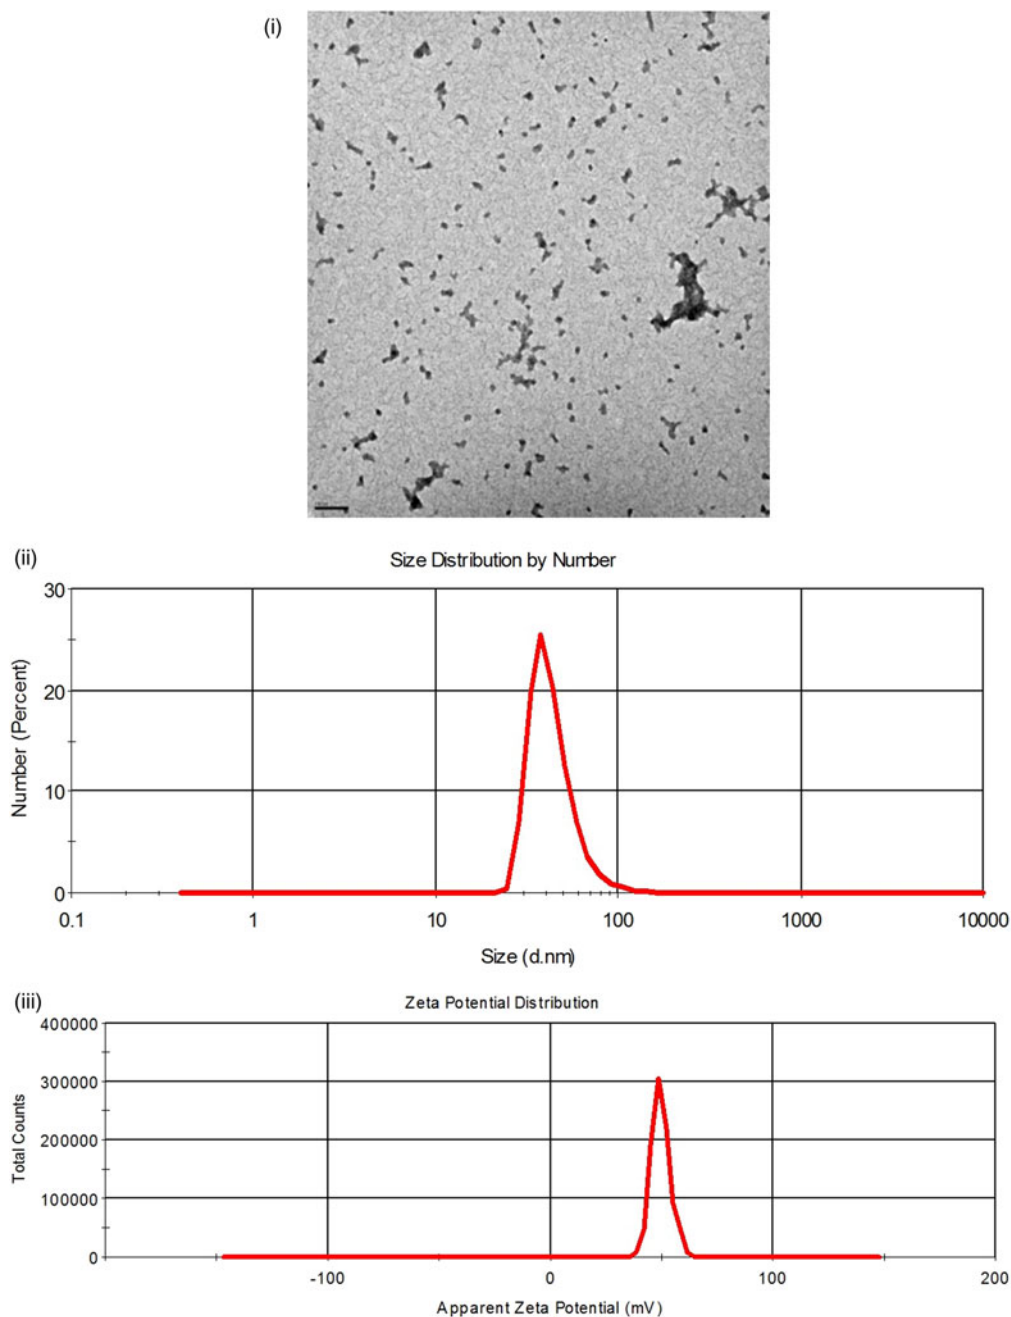 (i)
(ii)
Size Distribution by Number
30
20
10
0
Number (Percent)
0.1 1 10 100 1000 10000
Size (d.nm)
(iii)
Zeta Potential Distribution
400000
300000
200000
100000
0
Total Counts
-100 0 100 200
Apparent Zeta Potential (mV)